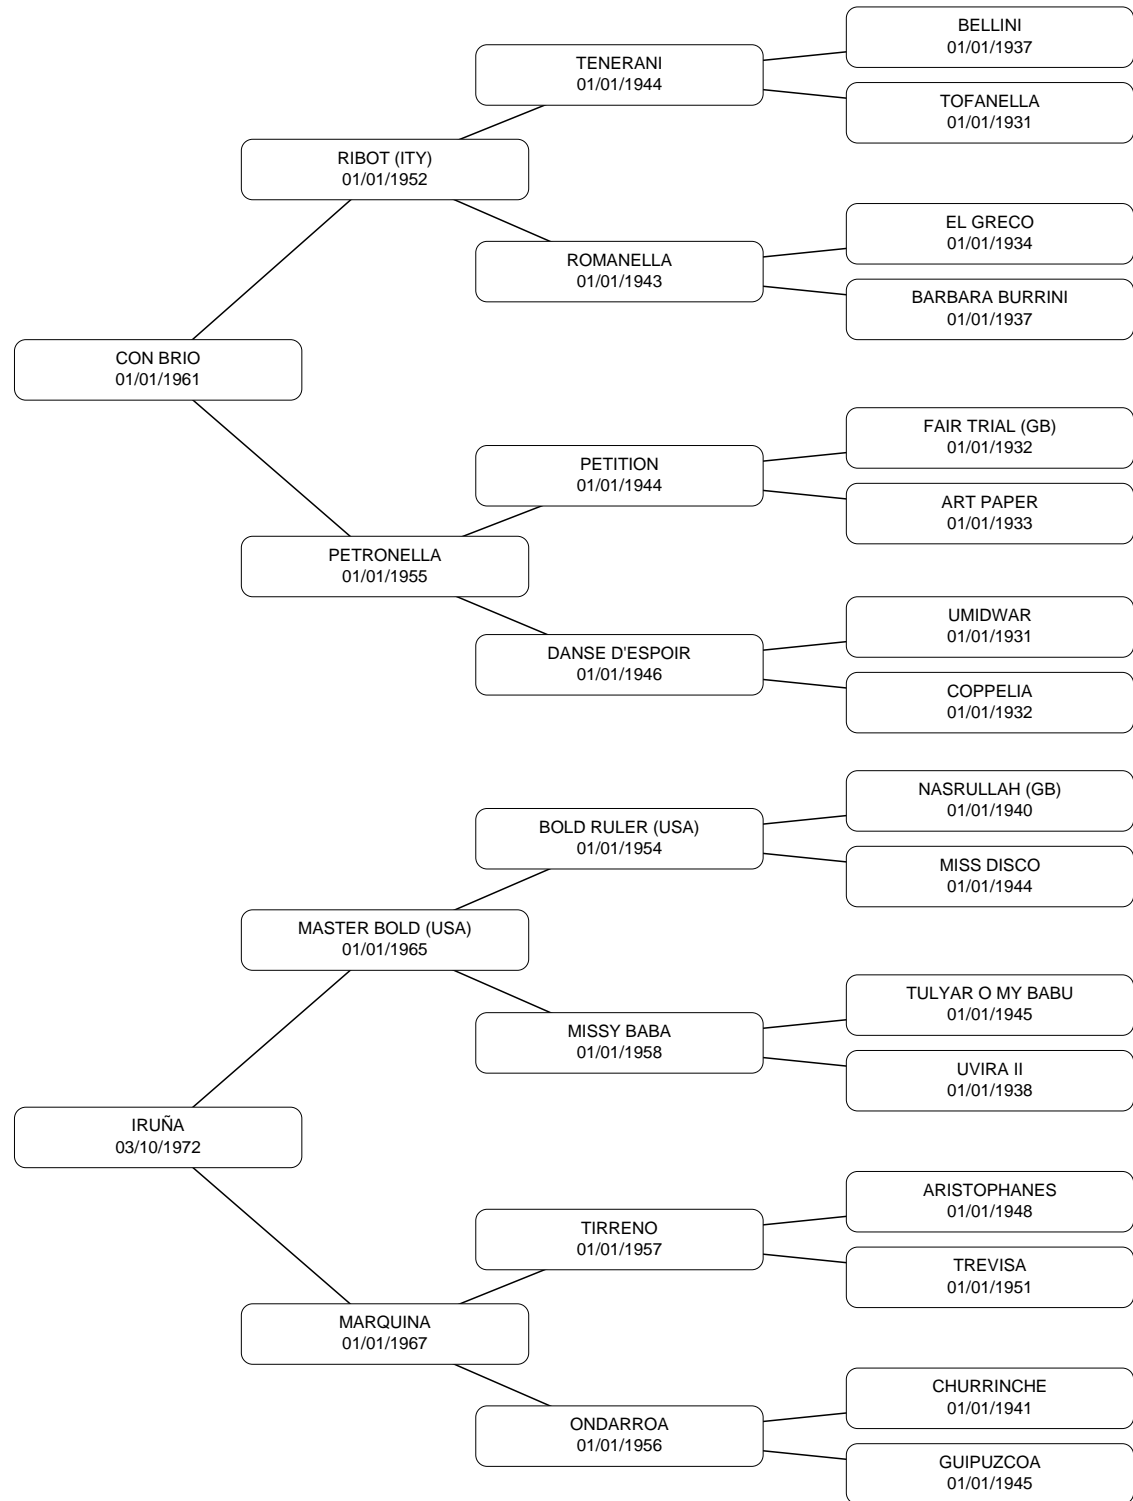 BELLINI
01/01/1937
TENERANI
01/01/1944
TOFANELLA
01/01/1931
RIBOT (ITY)
01/01/1952
EL GRECO
01/01/1934
ROMANELLA
01/01/1943
BARBARA BURRINI
01/01/1937
CON BRIO
01/01/1961
FAIR TRIAL (GB)
01/01/1932
PETITION
01/01/1944
ART PAPER
01/01/1933
PETRONELLA
01/01/1955
UMIDWAR
01/01/1931
DANSE D'ESPOIR
01/01/1946
COPPELIA
01/01/1932
NASRULLAH (GB)
01/01/1940
BOLD RULER (USA)
01/01/1954
MISS DISCO
01/01/1944
MASTER BOLD (USA)
01/01/1965
TULYAR O MY BABU
01/01/1945
MISSY BABA
01/01/1958
UVIRA II
01/01/1938
IRUÑA
03/10/1972
ARISTOPHANES
01/01/1948
TIRRENO
01/01/1957
TREVISA
01/01/1951
MARQUINA
01/01/1967
CHURRINCHE
01/01/1941
ONDARROA
01/01/1956
GUIPUZCOA
01/01/1945